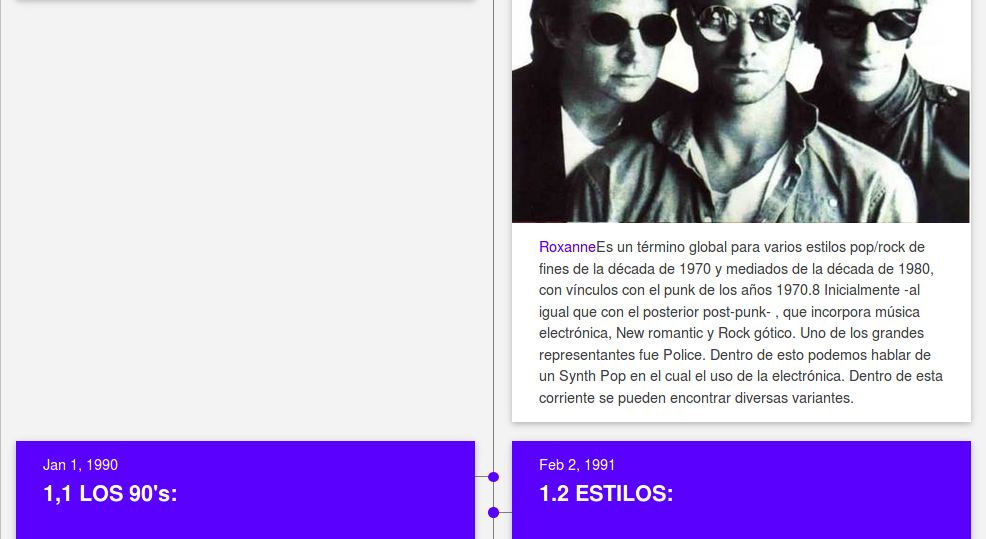 RoxanneEs un término global para varios estilos pop/rock de
fines de la década de 1970 y mediados de la década de 1980,
con vínculos con el punk de los años 1970.8 Inicialmente -al
igual que con el posterior post-punk- , que incorpora música
electrónica, New romantic y Rock gótico. Uno de los grandes
representantes fue Police. Dentro de esto podemos hablar de
un Synth Pop en el cual el uso de la electrónica. Dentro de esta
corriente se pueden encontrar diversas variantes.
Jan 1, 1990
1,1 LOS 90's:
Feb 2, 1991
1.2 ESTILOS: